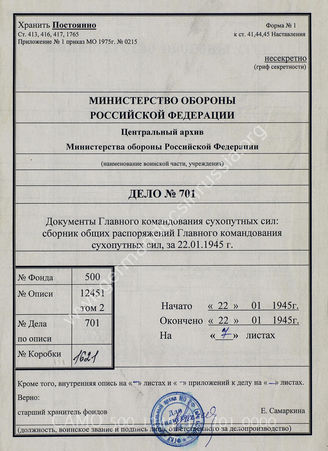 Хранить Постоянно
Форма № 1
Ст. 413, 416, 417, 1765
к ст. 41,44,45 Наставления
Приложение № 1 приказ МО 1975г. № 0215
несекретно
(гриф секретности)
МИНИСТЕРСТВО ОБОРОНЫ
РОССИЙСКОЙ ФЕДЕРАЦИИ
Центральный архив
Министерства обороны Российской Федерации
(наименование воинской части, учреждения)
ДЕЛО № 701
Документы Главного командования сухопутных сил:
сборник общих распоряжений Главного командования
сухопутных сил, за 22.01.1945 г.
№ Фонда 500
№ Описи 12451
том 2
№ Дела 701
по описи
№ Коробки 1621
Начато « 22 » 01 1945г.
Окончено « 22 » 01 1945г.
На « 7 » листах
Кроме того, внутренняя опись на «—» листах и «—» приложений к делу на «—» листах.
Верно:
старший хранитель фондов
Е. Самаркина
(должность, воинское звание и подпись лица, ответственного за делопроизводство)